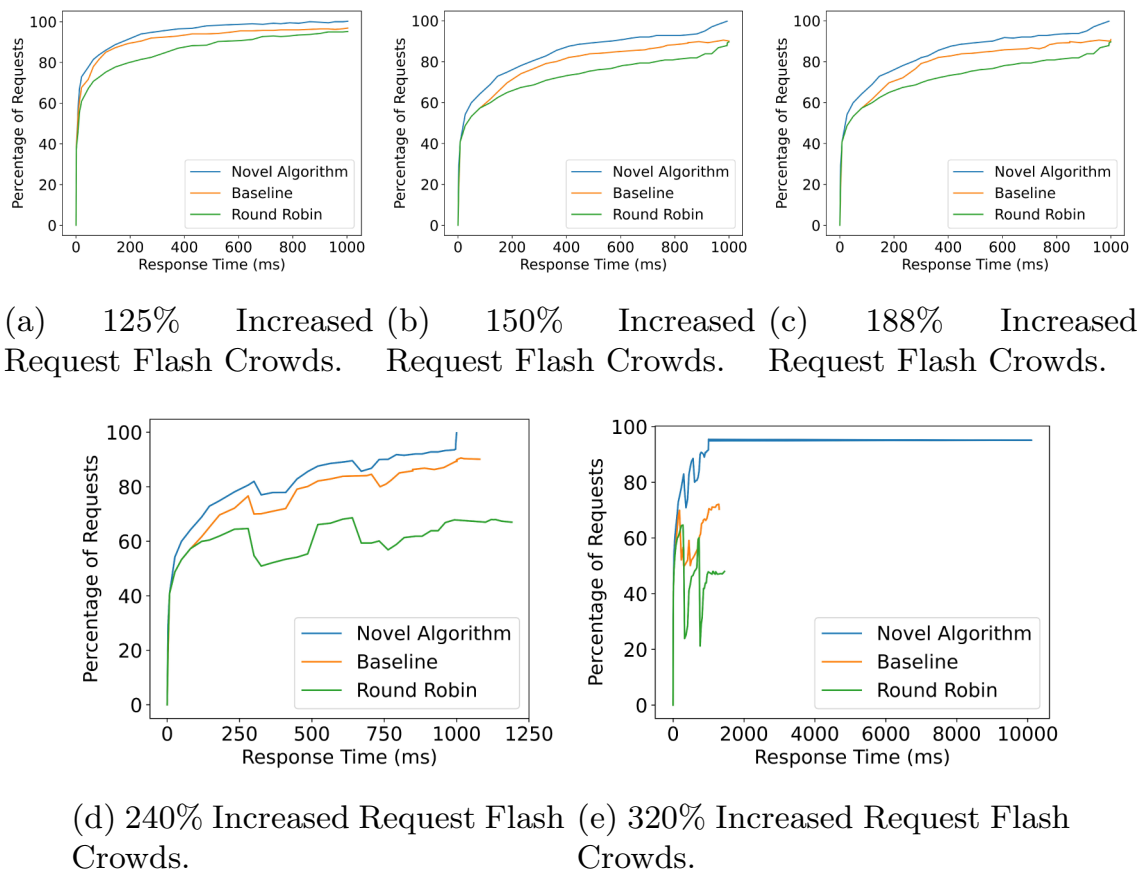 100
80
60
40
20
0
Percentage of Requests
Novel Algorithm
Baseline
Round Robin
0 200 400 600 800 1000
Response Time (ms)
100
80
60
40
20
0
Percentage of Requests
Novel Algorithm
Baseline
Round Robin
0 200 400 600 800 1000
Response Time (ms)
100
80
60
40
20
0
Percentage of Requests
Novel Algorithm
Baseline
Round Robin
0 200 400 600 800 1000
Response Time (ms)
(a) 125% Increased
Request Flash Crowds.
(b) 150% Increased
Request Flash Crowds.
(c) 188% Increased
Request Flash Crowds.
100
80
60
40
20
0
Percentage of Requests
Novel Algorithm
Baseline
Round Robin
0 250 500 750 1000 1250
Response Time (ms)
100
80
60
40
20
0
Percentage of Requests
Novel Algorithm
Baseline
Round Robin
0 2000 4000 6000 8000 10000
Response Time (ms)
(d) 240% Increased Request Flash
Crowds.
(e) 320% Increased Request Flash
Crowds.